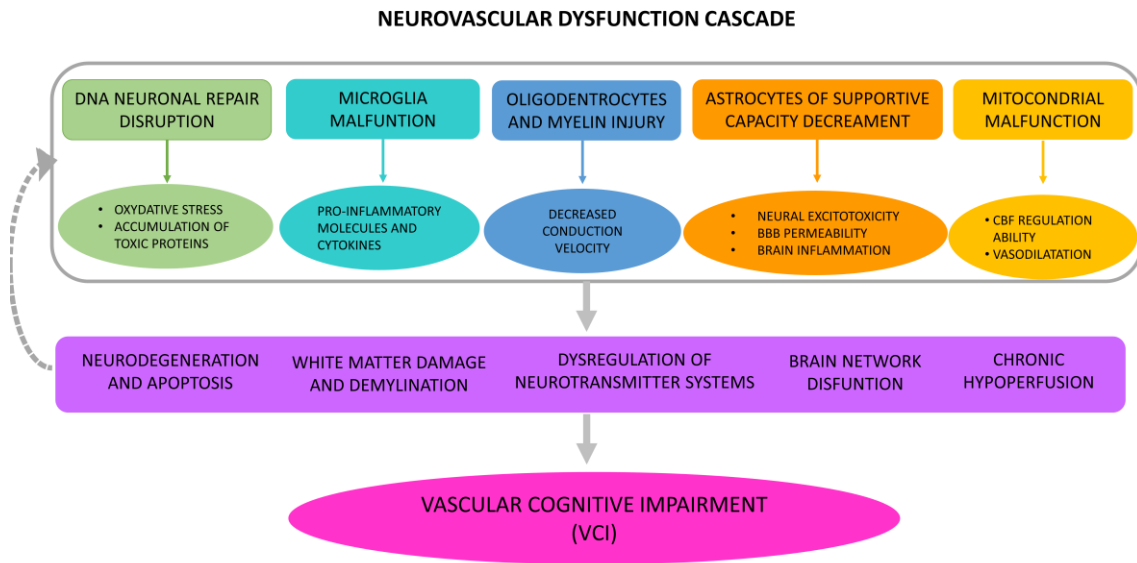 NEUROVASCULAR DYSFUNCTION CASCADE
DNA NEURONAL REPAIR
DISRUPTION
MICROGLIA
MALFUNTION
OLIGODENTROCYTES
AND MYELIN INJURY
ASTROCYTES OF SUPPORTIVE
CAPACITY DECREAMENT
MITOCONDRIAL
MALFUNCTION
• OXYDATIVE STRESS
• ACCUMULATION OF
TOXIC PROTEINS
PRO-INFLAMMATORY
MOLECULES AND
CYTOKINES
DECREASED
CONDUCTION
VELOCITY
• NEURAL EXCITOTOXICITY
• BBB PERMEABILITY
• BRAIN INFLAMMATION
• CBF REGULATION
ABILITY
• VASODILATATION
NEURODEGENERATION
AND APOPTOSIS
WHITE MATTER DAMAGE
AND DEMYLINATION
DYSREGULATION OF
NEUROTRANSMITTER SYSTEMS
BRAIN NETWORK
DISFUNTION
CHRONIC
HYPOPERFUSION
VASCULAR COGNITIVE IMPAIRMENT
(VCI)